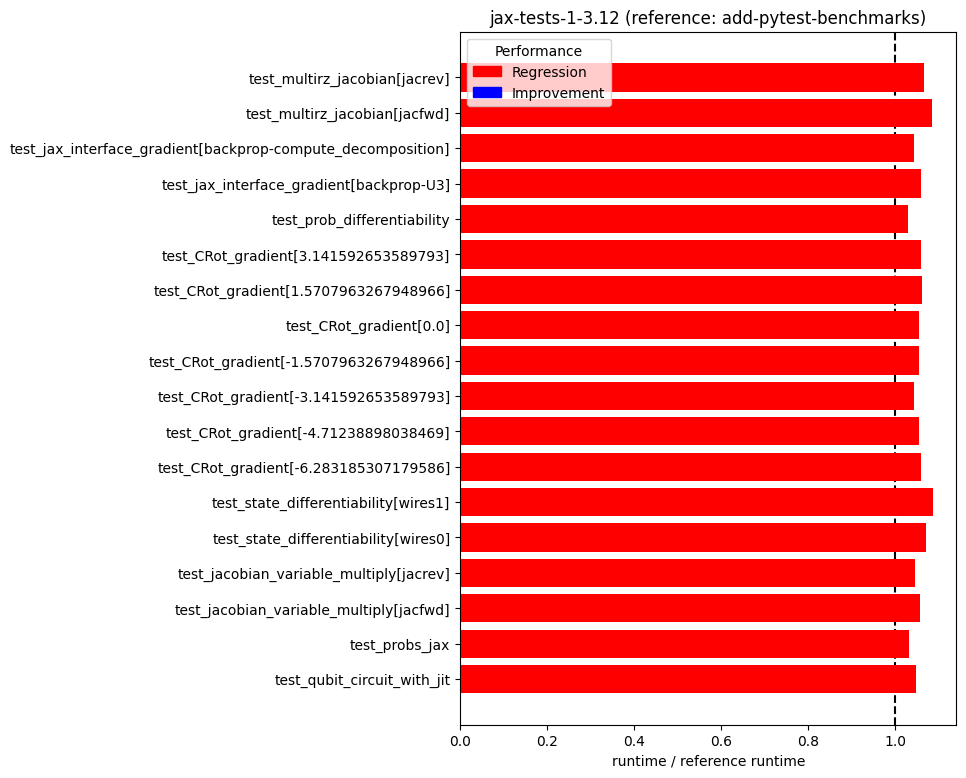 jax-tests-1-3.12 (reference: add-pytest-benchmarks)
Performance
Regression
Improvement
test_multirz_jacobian[jacrev]
test_multirz_jacobian[jacfwd]
test_jax_interface_gradient[backprop-compute_decomposition]
test_jax_interface_gradient[backprop-U3]
test_prob_differentiability
test_CRot_gradient[3.141592653589793]
test_CRot_gradient[1.5707963267948966]
test_CRot_gradient[0.0]
test_CRot_gradient[-1.5707963267948966]
test_CRot_gradient[-3.141592653589793]
test_CRot_gradient[-4.71238898038469]
test_CRot_gradient[-6.283185307179586]
test_state_differentiability[wires1]
test_state_differentiability[wires0]
test_jacobian_variable_multiply[jacrev]
test_jacobian_variable_multiply[jacfwd]
test_probs_jax
test_qubit_circuit_with_jit
0.0 0.2 0.4 0.6 0.8 1.0
runtime / reference runtime